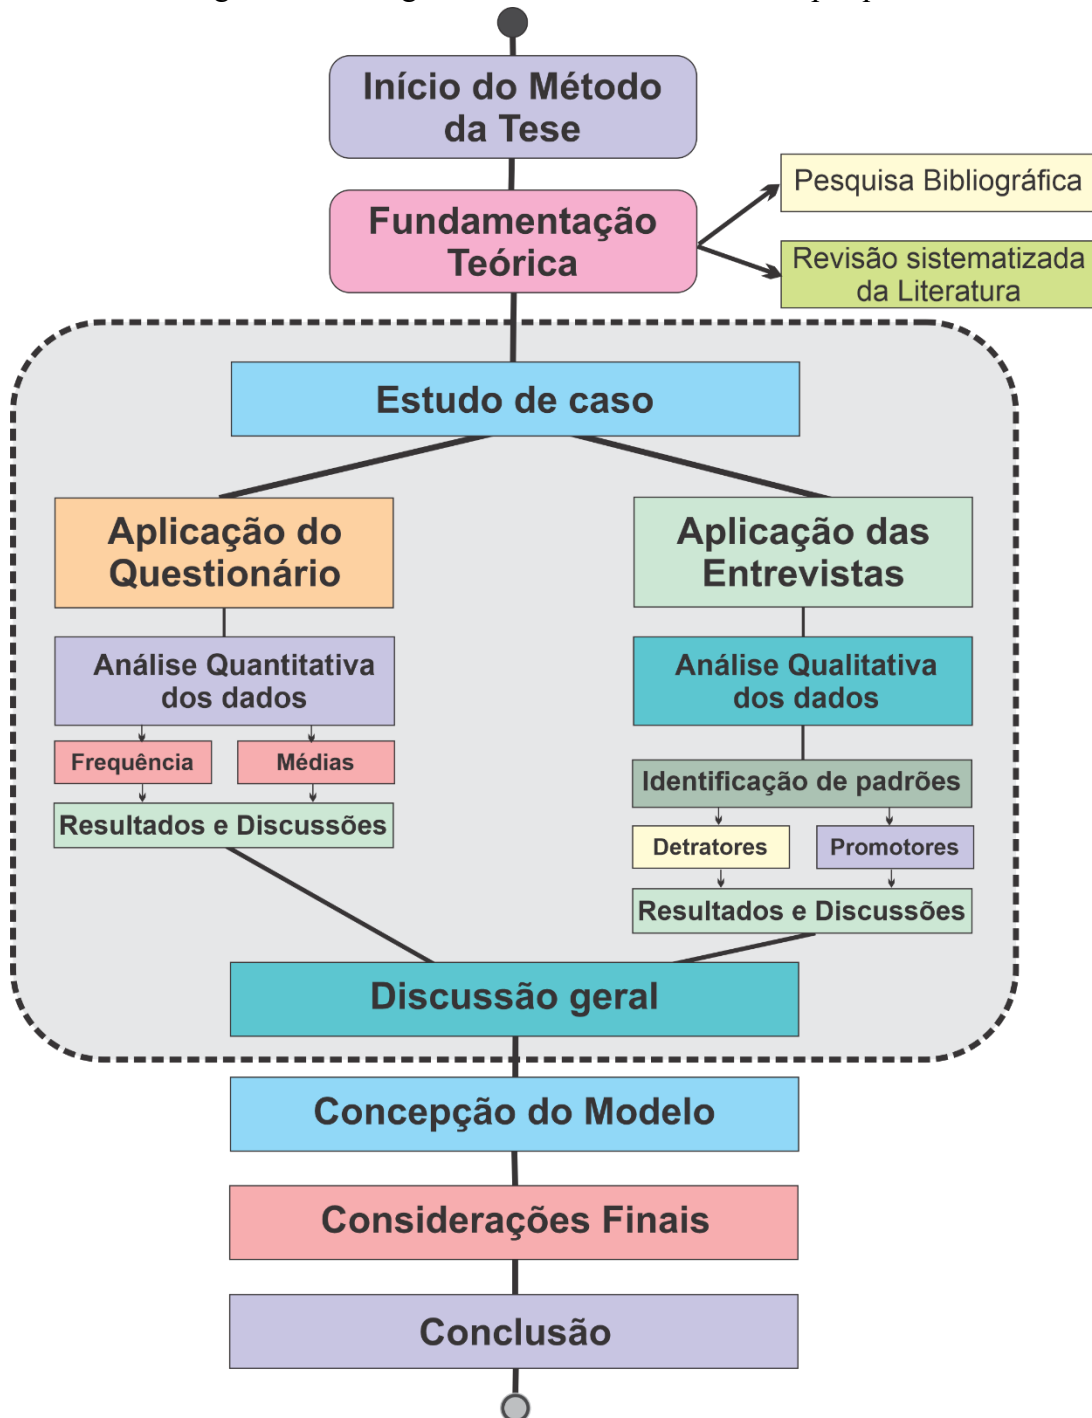 Início do Método
da Tese
Fundamentação
Teórica
Pesquisa Bibliográfica
Revisão sistematizada
da Literatura
Estudo de caso
Aplicação do
Questionário
Aplicação das
Entrevistas
Análise Quantitativa
dos dados
Análise Qualitativa
dos dados
Frequência
Médias
Identificação de padrões
Resultados e Discussões
Detratores
Promotores
Resultados e Discussões
Discussão geral
Concepção do Modelo
Considerações Finais
Conclusão